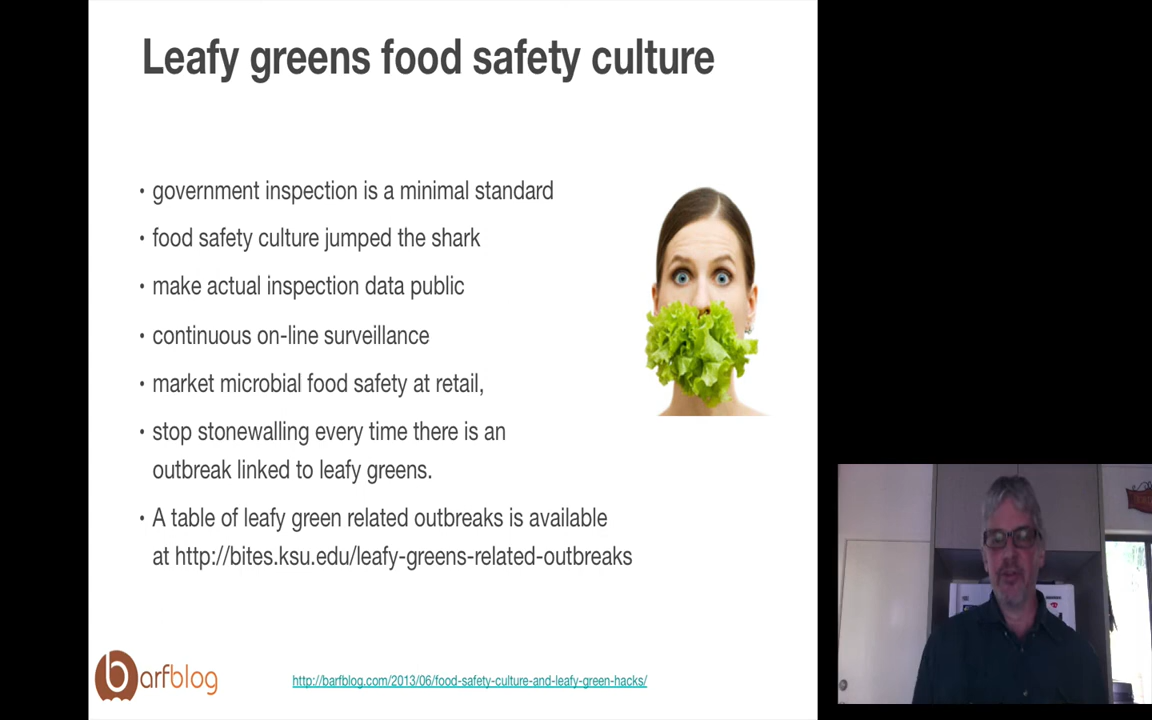 Leafy greens food safety culture
• government inspection is a minimal standard
• food safety culture jumped the shark
• make actual inspection data public
• continuous on-line surveillance
• market microbial food safety at retail,
• stop stonewalling every time there is an
outbreak linked to leafy greens.
• A table of leafy green related outbreaks is available
at http://bites.ksu.edu/leafy-greens-related-outbreaks
barfblog
http://barfblog.com/2013/06/food-safety-culture-and-leafy-green-hacks/